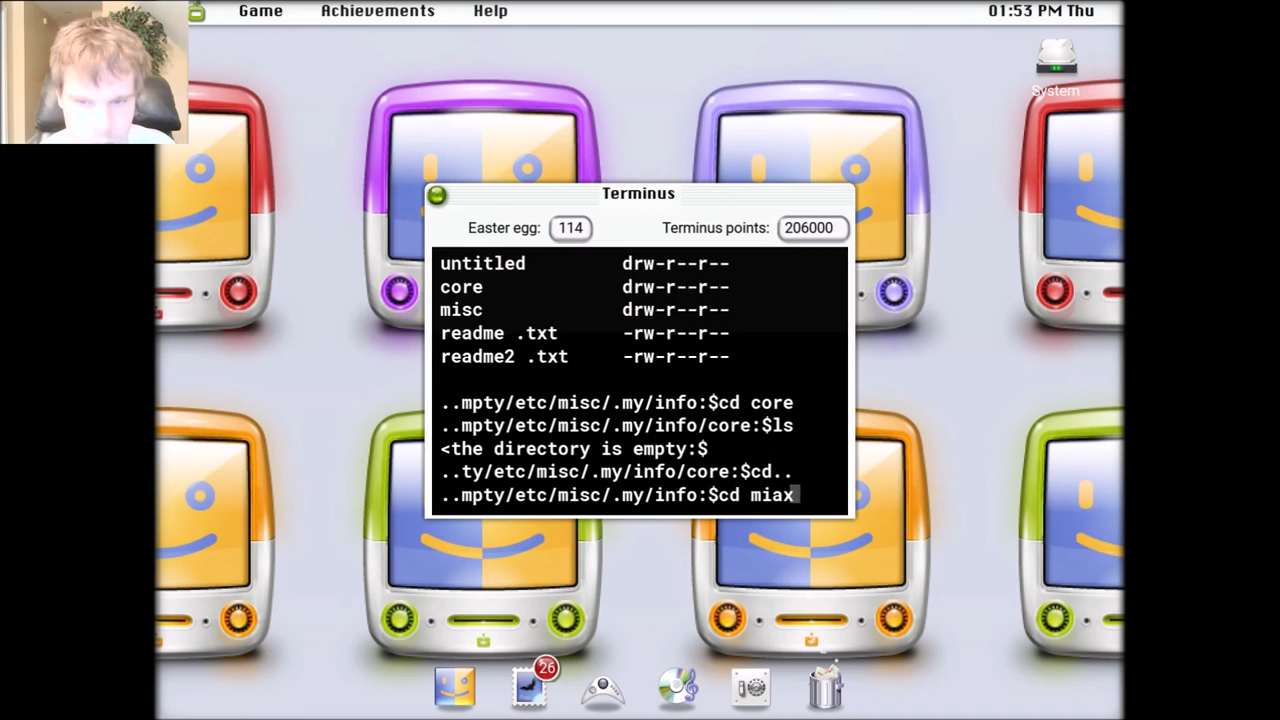 Game Achievements Help 01:53 PM Thu
System
Terminus
Easter egg: 114 Terminus points: 206000
untitled drw-r--r--
core drw-r--r--
misc drw-r--r--
readme .txt -rw-r--r--
readme2 .txt -rw-r--r--
..mpty/etc/misc/.my/info:$cd core
..mpty/etc/misc/.my/info/core:$ls
<the directory is empty:$
..ty/etc/misc/.my/info/core:$cd..
..mpty/etc/misc/.my/info:$cd miax
26